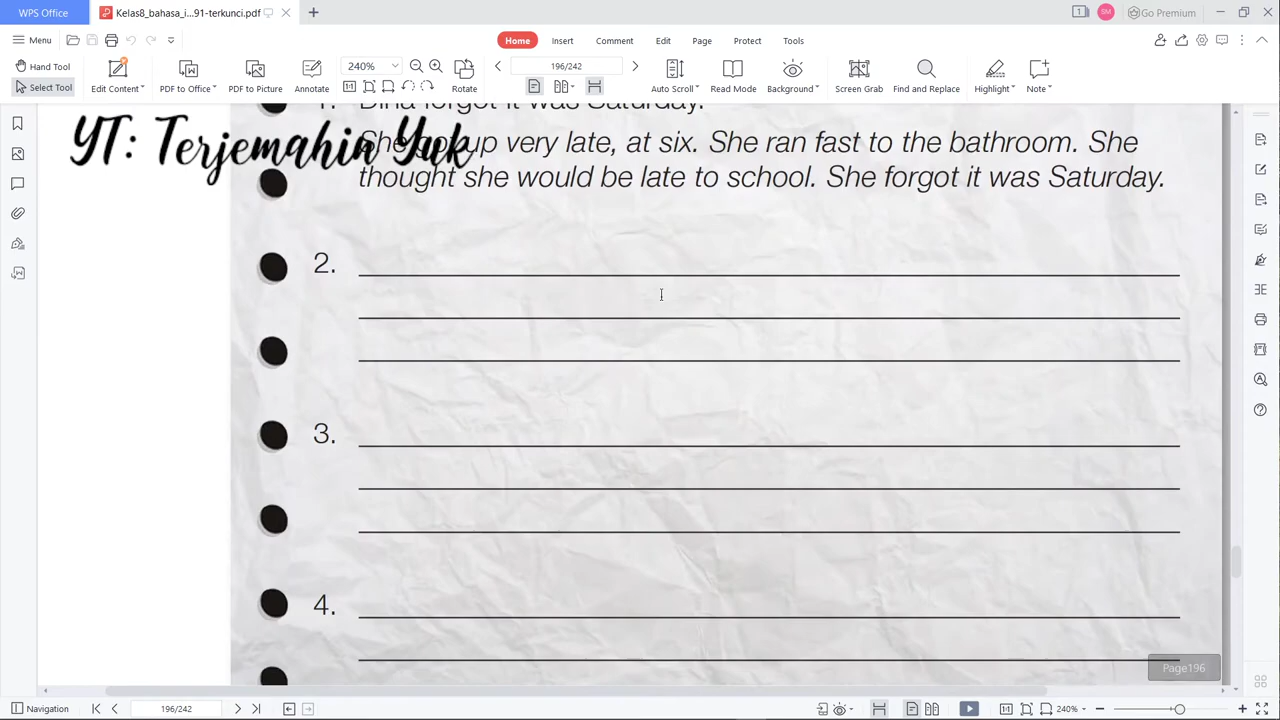 WPS Office
Kelas8_bahasa_i...91-terkunci.pdf
1
SM
Go Premium
Menu
Home
Insert
Comment
Edit
Page
Protect
Tools
Hand Tool
Select Tool
Edit Content
PDF to Office
PDF to Picture
Annotate
240%
Rotate
196/242
Auto Scroll
Read Mode
Background
Screen Grab
Find and Replace
Highlight
Note
1. Dina forgot it was Saturday.
YT: Terjemahin Yuk
She up very late, at six. She ran fast to the bathroom. She
thought she would be late to school. She forgot it was Saturday.
2.
3.
4.
Page196
Navigation
196/242
240%